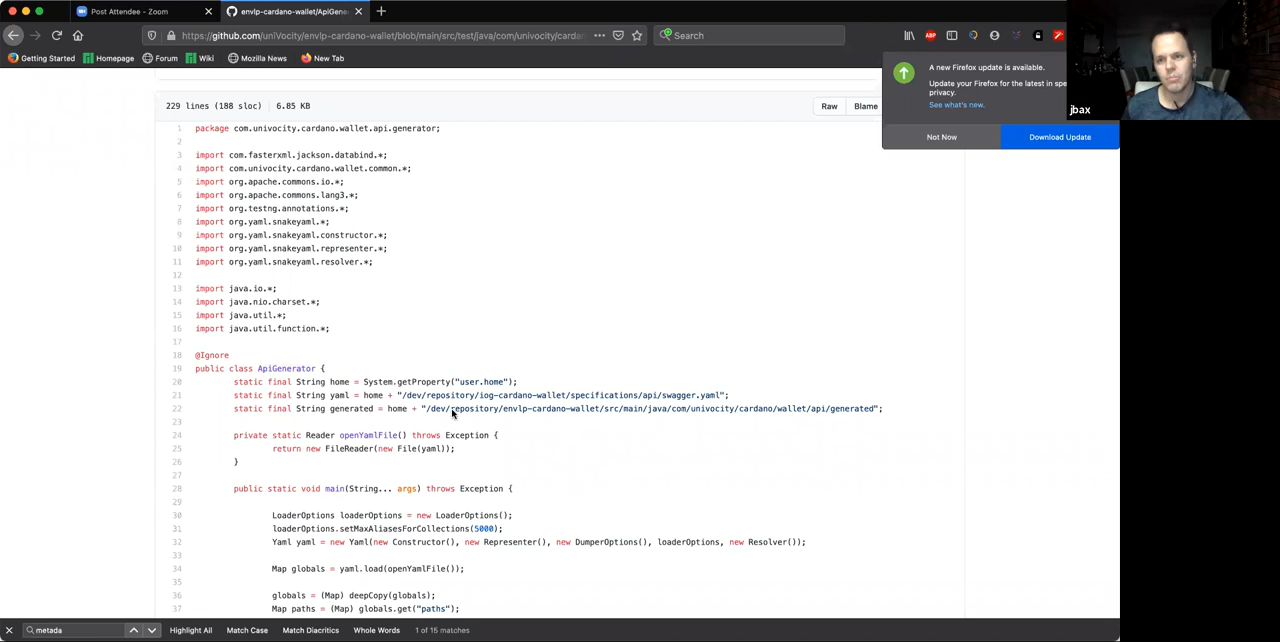 Post Attendee - Zoom
envlp-cardano-wallet/ApiGene
https://github.com/uniVocity/envlp-cardano-wallet/blob/main/src/test/java/com/univocity/carda
Search
ABP
Getting Started
Homepage
Forum
Wiki
Mozilla News
New Tab
A new Firefox update is available.
Update your Firefox for the latest in spe
privacy.
See what's new.
Not Now
Download Update
jbax
229 lines (188 sloc) 6.85 KB
Raw
Blame
1 package com.univocity.cardano.wallet.api.generator;
2
3 import com.fasterxml.jackson.databind.*;
4 import com.univocity.cardano.wallet.common.*;
5 import org.apache.commons.io.*;
6 import org.apache.commons.lang3.*;
7 import org.testng.annotations.*;
8 import org.yaml.snakeyaml.*;
9 import org.yaml.snakeyaml.constructor.*;
10 import org.yaml.snakeyaml.representer.*;
11 import org.yaml.snakeyaml.resolver.*;
12
13 import java.io.*;
14 import java.nio.charset.*;
15 import java.util.*;
16 import java.util.function.*;
17
18 @Ignore
19 public class ApiGenerator {
20 static final String home = System.getProperty("user.home");
21 static final String yaml = home + "/dev/repository/iog-cardano-wallet/specifications/api/swagger.yaml";
22 static final String generated = home + "/dev/repository/envlp-cardano-wallet/src/main/java/com/univocity/cardano/wallet/api/generated";
23
24 private static Reader openYamlFile() throws Exception {
25 return new FileReader(new File(yaml));
26 }
27
28 public static void main(String... args) throws Exception {
29
30 LoaderOptions loaderOptions = new LoaderOptions();
31 loaderOptions.setMaxAliasesForCollections(5000);
32 Yaml yaml = new Yaml(new Constructor(), new Representer(), new DumperOptions(), loaderOptions, new Resolver());
33
34 Map globals = yaml.load(openYamlFile());
35
36 globals = (Map) deepCopy(globals);
37 Map paths = (Map) globals.get("paths");
metada
Highlight All
Match Case
Match Diacritics
Whole Words
1 of 15 matches